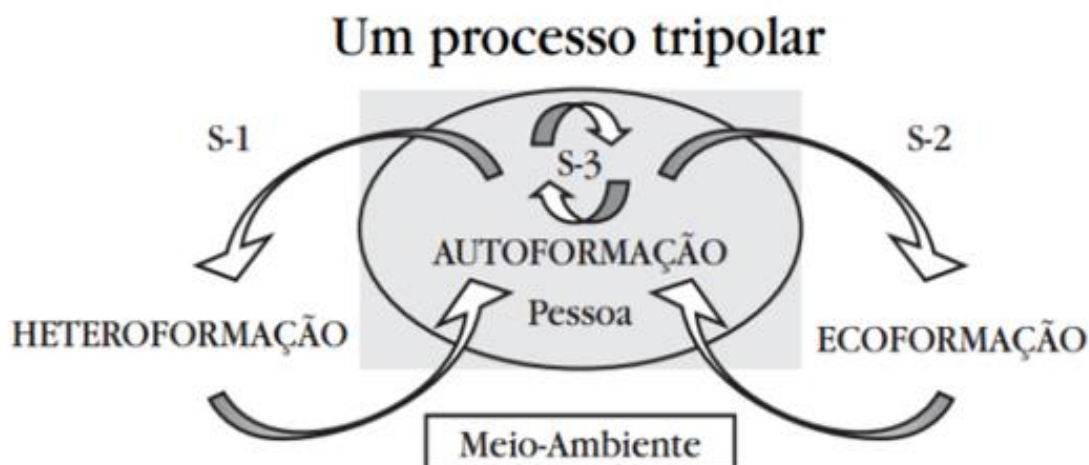 Um processo tripolar
S-1
S-2
S-3
AUTOFORMAÇÃO
HETEROFORMAÇÃO
Pessoa
ECOFORMAÇÃO
Meio-Ambiente